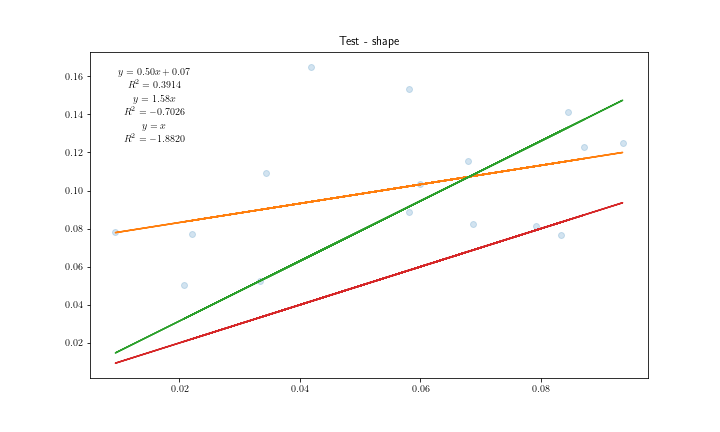 Test - shape
y = 0.50x + 0.07
R² = 0.3914
y = 1.58x
R² = −0.7026
y = x
R² = −1.8820
0.16
0.14
0.12
0.10
0.08
0.06
0.04
0.02
0.02 0.04 0.06 0.08